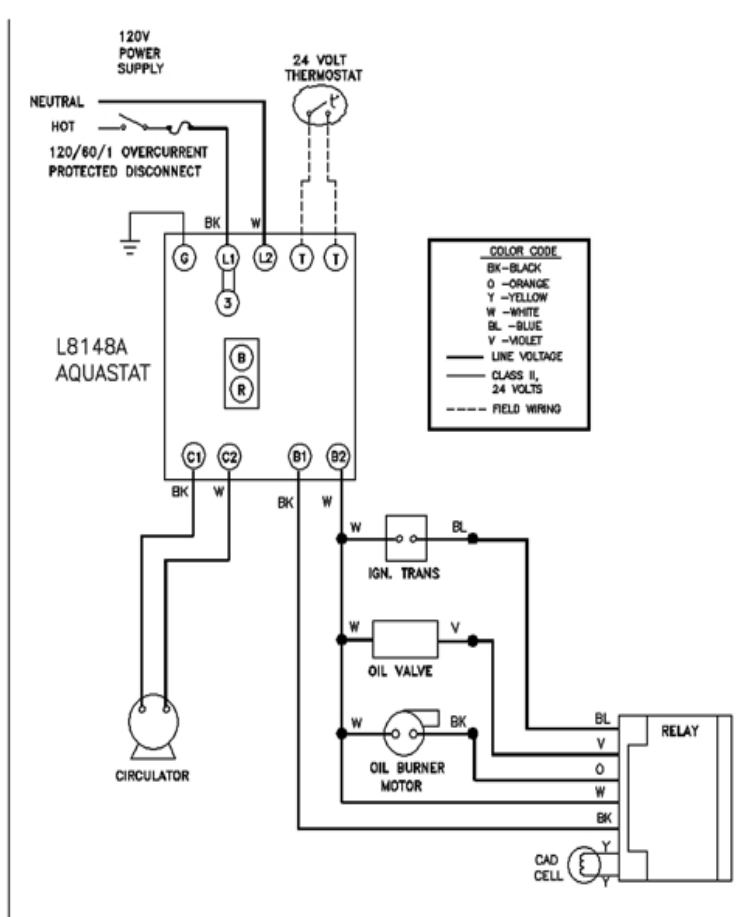 120V
POWER
SUPPLY
24 VOLT
THERMOSTAT
NEUTRAL
HOT
120/60/1 OVERCURRENT
PROTECTED DISCONNECT
BK
W
G
L1
L2
T
T
3
L8148A
AQUASTAT
B
R
C1
C2
B1
B2
COLOR CODE
BK-BLACK
O -ORANGE
Y -YELLOW
W -WHITE
BL -BLUE
V -VIOLET
LINE VOLTAGE
CLASS II,
24 VOLTS
FIELD WIRING
BK
W
BK
W
W
BL
IGN. TRANS
W
V
OIL VALVE
W
BK
OIL BURNER
MOTOR
CIRCULATOR
BL
V
O
W
BK
Y
Y
RELAY
CAD
CELL